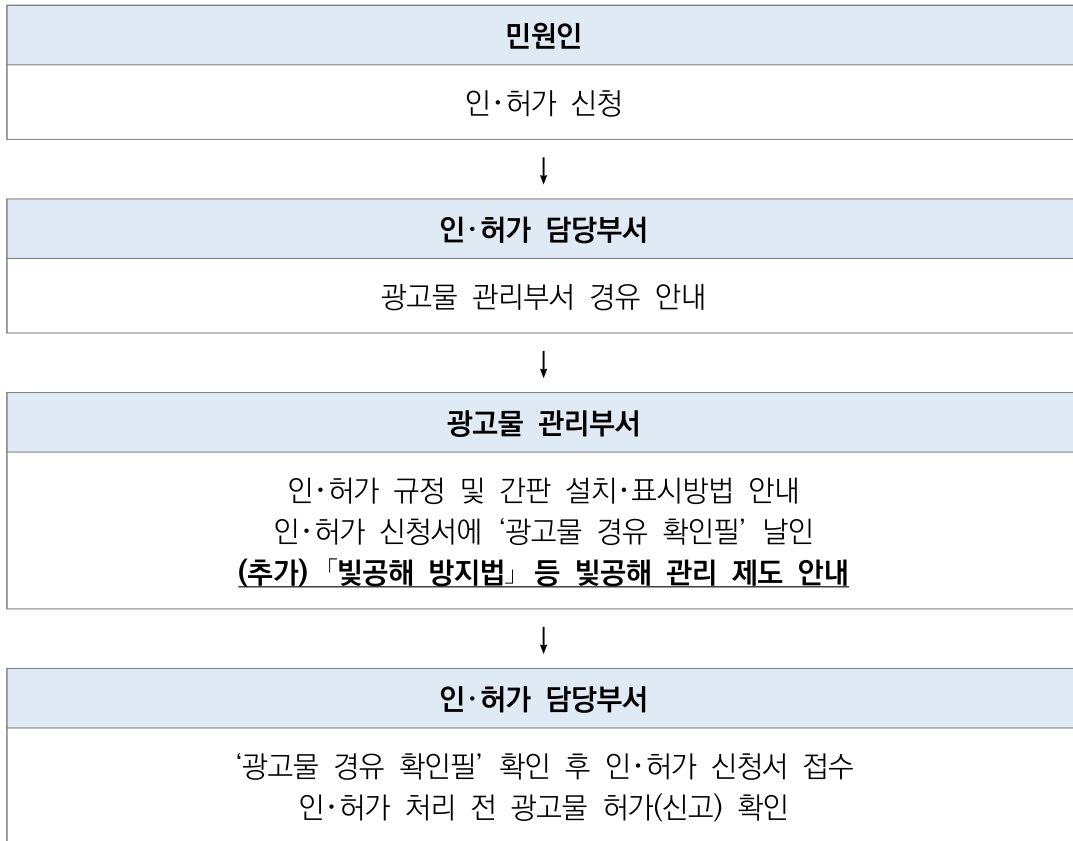 민원인
인·허가 신청
↓
인·허가 담당부서
광고물 관리부서 경유 안내
↓
광고물 관리부서
인·허가 규정 및 간판 설치·표시방법 안내
인·허가 신청서에 ‘광고물 경유 확인필’ 날인
(추가) 「빛공해 방지법」 등 빛공해 관리 제도 안내
↓
인·허가 담당부서
‘광고물 경유 확인필’ 확인 후 인·허가 신청서 접수
인·허가 처리 전 광고물 허가(신고) 확인